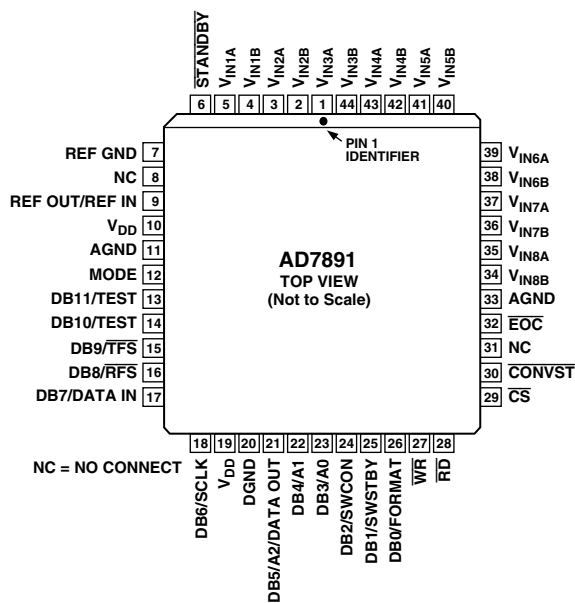 STANDBY
VIN1A
VIN1B
VIN2A
VIN2B
VIN3A
VIN3B
VIN4A
VIN4B
VIN5A
VIN5B
6 5 4 3 2 1 44 43 42 41 40
PIN 1
IDENTIFIER
REF GND 7
NC 8
REF OUT/REF IN 9
VDD 10
AGND 11
MODE 12
DB11/TEST 13
DB10/TEST 14
DB9/TFS 15
DB8/RFS 16
DB7/DATA IN 17
AD7891
TOP VIEW
(Not to Scale)
39 VIN6A
38 VIN6B
37 VIN7A
36 VIN7B
35 VIN8A
34 VIN8B
33 AGND
32 EOC
31 NC
30 CONVST
29 CS
18 19 20 21 22 23 24 25 26 27 28
NC = NO CONNECT
DB6/SCLK
VDD
DGND
DB5/A2/DATA OUT
DB4/A1
DB3/A0
DB2/SWCON
DB1/SWSTBY
DB0/FORMAT
WR
RD